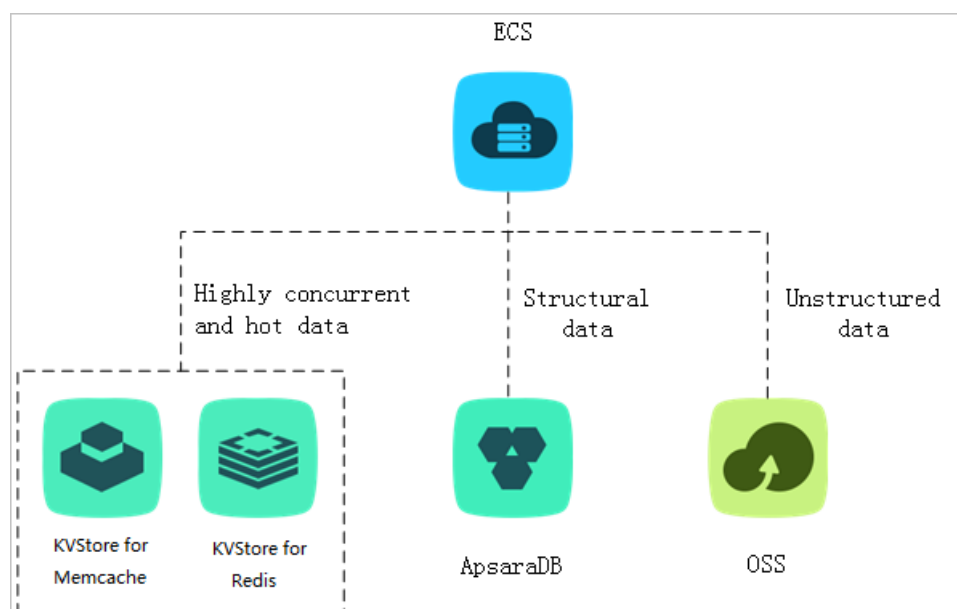 ECS
Highly concurrent
and hot data
Structural
data
Unstructured
data
KVStore for
Memcache
KVStore for
Redis
ApsaraDB
OSS